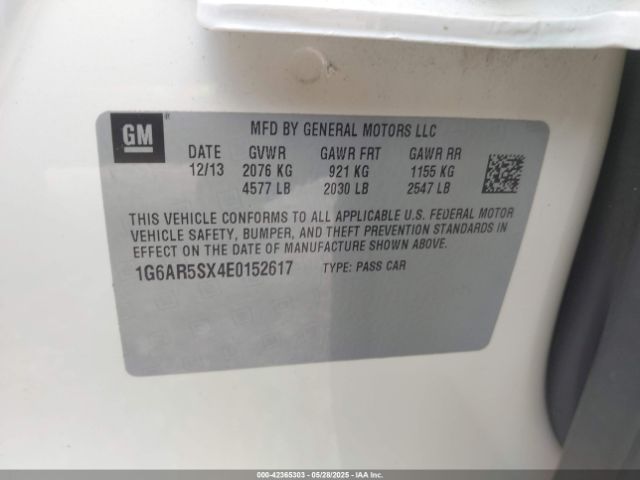 GM
MFD BY GENERAL MOTORS LLC
DATE GVWR GAWR FRT GAWR RR
12/13 2076 KG 921 KG 1155 KG
4577 LB 2030 LB 2547 LB
THIS VEHICLE CONFORMS TO ALL APPLICABLE U.S. FEDERAL MOTOR
VEHICLE SAFETY, BUMPER, AND THEFT PREVENTION STANDARDS IN
EFFECT ON THE DATE OF MANUFACTURE SHOWN ABOVE.
1G6AR5SX4E0152617 TYPE: PASS CAR
000-42365303 - 05/28/2025 - IAA Inc.